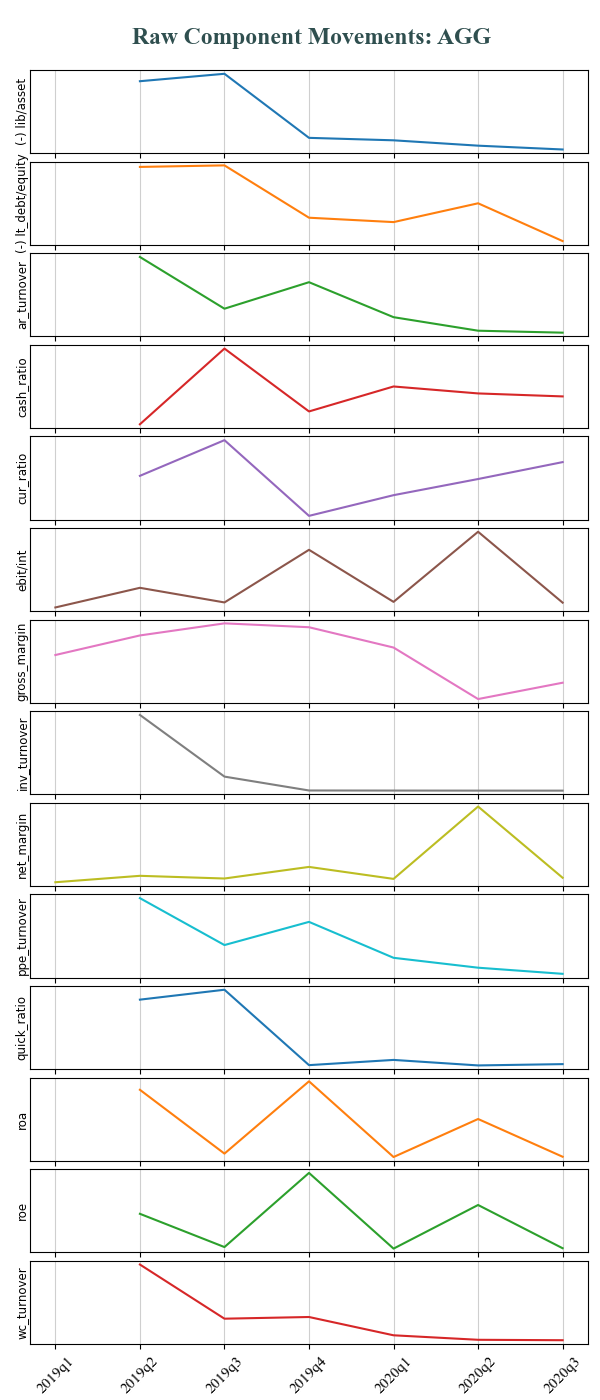 Raw Component Movements: AGG
(-) lib/asset
(-) lt_debt/equity
ar_turnover
cash_ratio
cur_ratio
ebit/int
gross_margin
inv_turnover
net_margin
ppe_turnover
quick_ratio
roa
roe
wc_turnover
2019q1 2019q2 2019q3 2019q4 2020q1 2020q2 2020q3